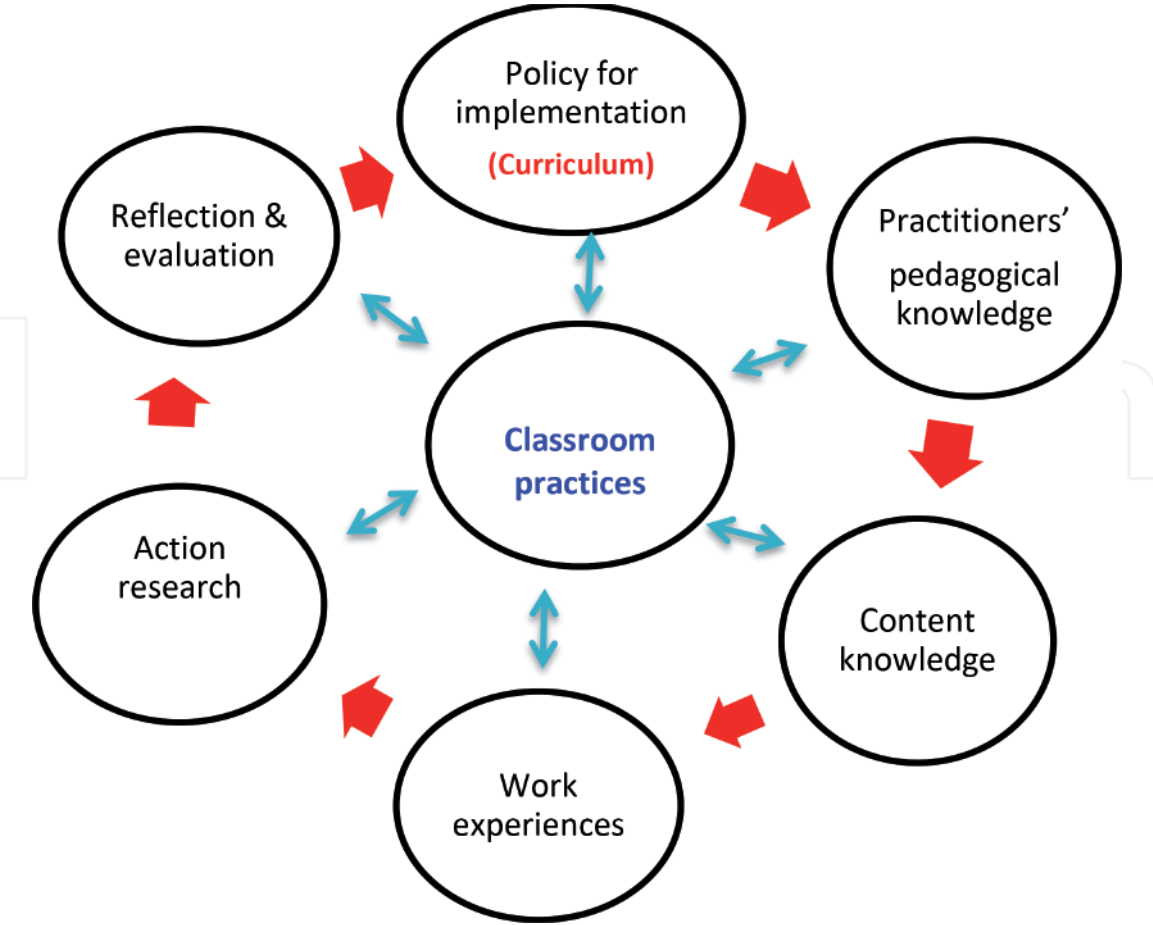 Policy for
implementation
(Curriculum)
Reflection &
evaluation
Practitioners’
pedagogical
knowledge
Classroom
practices
Action
research
Content
knowledge
Work
experiences